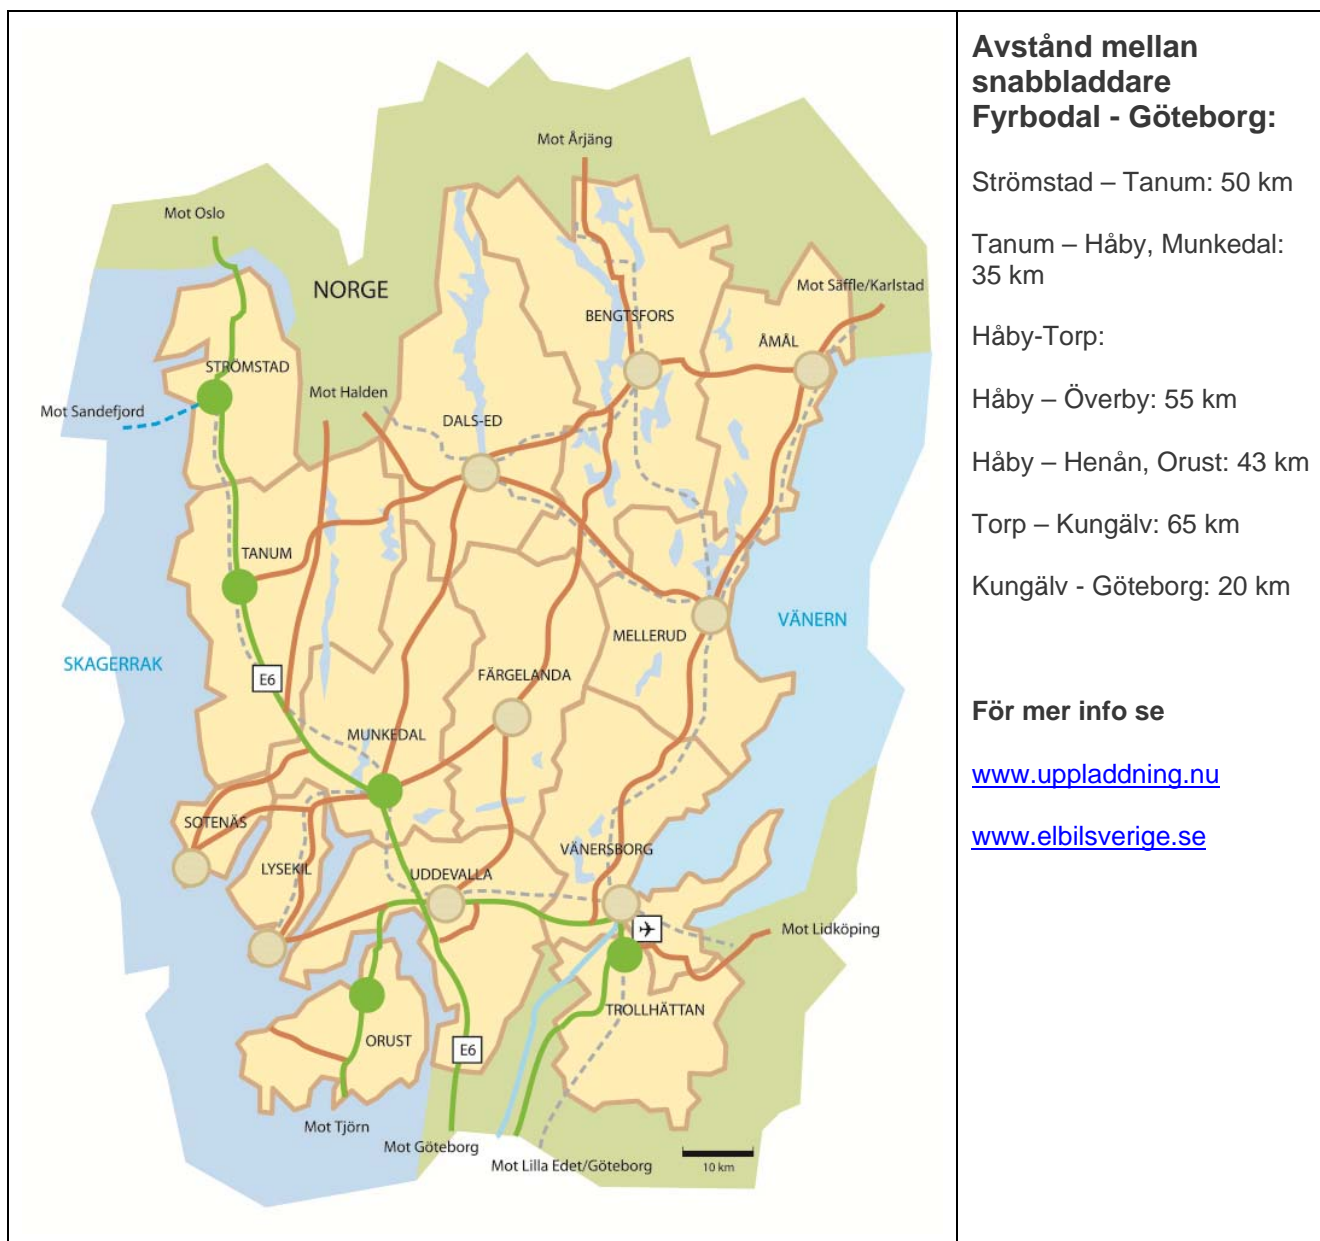 Mot Årjäng
Mot Oslo
NORGE
Mot Säffle/Karlstad
BENGTSFORS
ÅMÅL
STRÖMSTAD
Mot Halden
Mot Sandefjord
DALS-ED
TANUM
VÄNERN
MELLERUD
SKAGERRAK
E6
FÄRGELANDA
MUNKEDAL
SOTENÄS
VÄNERSBORG
LYSEKIL
UDDEVALLA
Mot Lidköping
TROLLHÄTTAN
ORUST
E6
Mot Tjörn
Mot Göteborg
Mot Lilla Edet/Göteborg
10 km
Avstånd mellan
snabbladdare
Fyrbodal - Göteborg:
Strömstad – Tanum: 50 km
Tanum – Håby, Munkedal:
35 km
Håby-Torp:
Håby – Överby: 55 km
Håby – Henån, Orust: 43 km
Torp – Kungälv: 65 km
Kungälv - Göteborg: 20 km
För mer info se
www.uppladdning.nu
www.elbilsverige.se